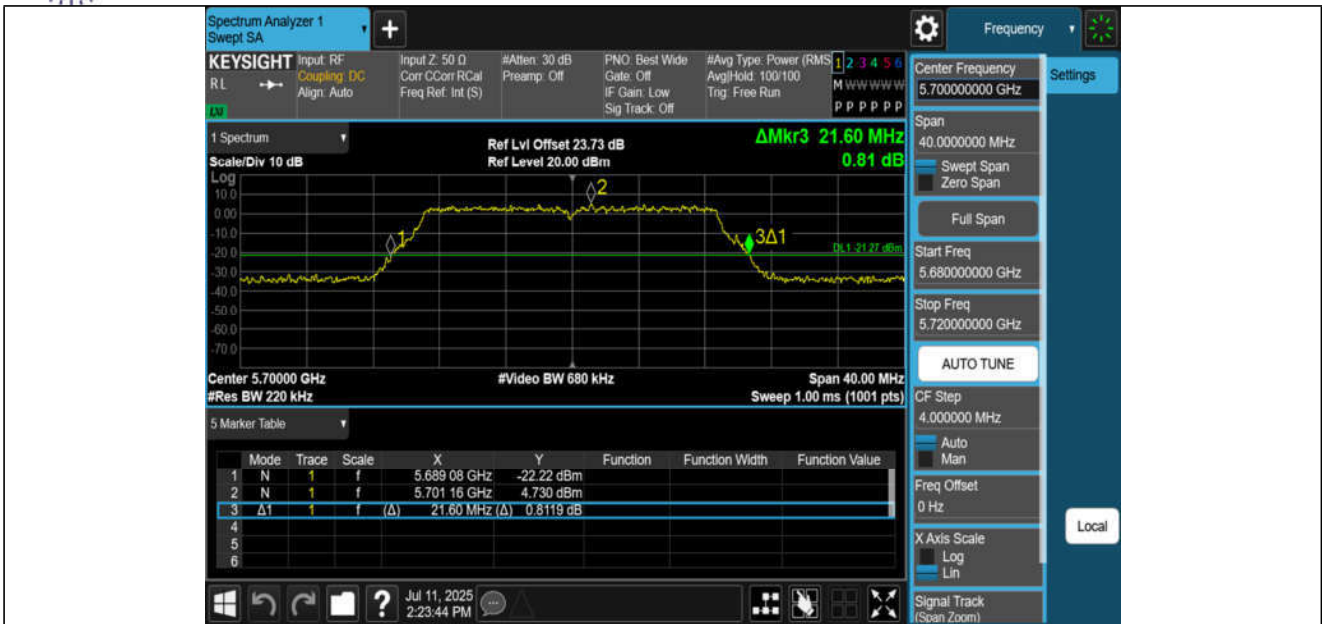 Spectrum Analyzer 1
Swept SA
+
Frequency
KEYSIGHT
RL
LU
Input: RF
Coupling: DC
Align: Auto
Input Z: 50 Ω
Corr CCorr RCal
Freq Ref: Int (S)
#Atten: 30 dB
Preamp: Off
PNO: Best Wide
Gate: Off
IF Gain: Low
Sig Track: Off
#Avg Type: Power (RMS
Avg|Hold: 100/100
Trig: Free Run
1 2 3 4 5 6
M W W W W W
P P P P P P
1 Spectrum
Scale/Div 10 dB
Ref Lvl Offset 23.73 dB
Ref Level 20.00 dBm
ΔMkr3 21.60 MHz
0.81 dB
Log
10.0
0.00
-10.0
-20.0
-30.0
-40.0
-50.0
-60.0
-70.0
1
2
3Δ1
DL1 -21.27 dBm
Center 5.70000 GHz
#Res BW 220 kHz
#Video BW 680 kHz
Span 40.00 MHz
Sweep 1.00 ms (1001 pts)
5 Marker Table
Mode Trace Scale X Y Function Function Width Function Value
1 N 1 f 5.689 08 GHz -22.22 dBm
2 N 1 f 5.701 16 GHz 4.730 dBm
3 Δ1 1 f (Δ) 21.60 MHz (Δ) 0.8119 dB
4
5
6
?
Jul 11, 2025
2:23:44 PM
Center Frequency
5.700000000 GHz
Span
40.0000000 MHz
Swept Span
Zero Span
Full Span
Start Freq
5.680000000 GHz
Stop Freq
5.720000000 GHz
AUTO TUNE
CF Step
4.000000 MHz
Auto
Man
Freq Offset
0 Hz
X Axis Scale
Log
Lin
Signal Track
(Span Zoom)
Settings
Local